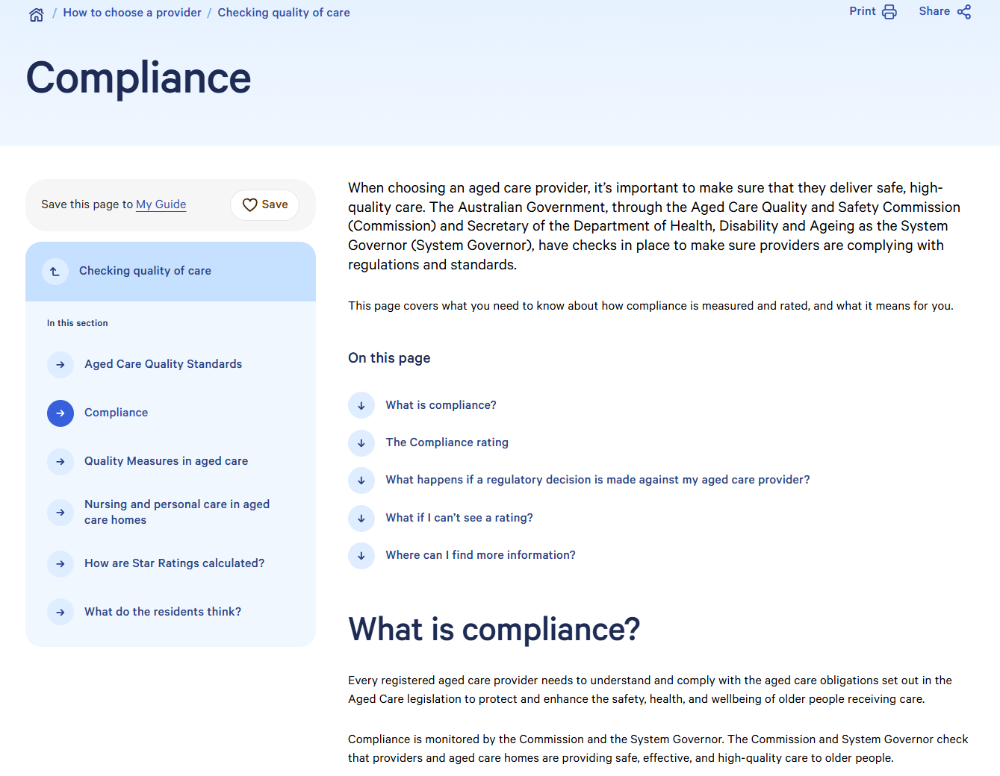 / How to choose a provider / Checking quality of care
Print
Share
Compliance
Save this page to My Guide
Save
Checking quality of care
In this section
Aged Care Quality Standards
Compliance
Quality Measures in aged care
Nursing and personal care in aged
care homes
How are Star Ratings calculated?
What do the residents think?
When choosing an aged care provider, it’s important to make sure that they deliver safe, high-
quality care. The Australian Government, through the Aged Care Quality and Safety Commission
(Commission) and Secretary of the Department of Health, Disability and Ageing as the System
Governor (System Governor), have checks in place to make sure providers are complying with
regulations and standards.
This page covers what you need to know about how compliance is measured and rated, and what it means for you.
On this page
What is compliance?
The Compliance rating
What happens if a regulatory decision is made against my aged care provider?
What if I can’t see a rating?
Where can I find more information?
What is compliance?
Every registered aged care provider needs to understand and comply with the aged care obligations set out in the
Aged Care legislation to protect and enhance the safety, health, and wellbeing of older people receiving care.
Compliance is monitored by the Commission and the System Governor. The Commission and System Governor check
that providers and aged care homes are providing safe, effective, and high-quality care to older people.